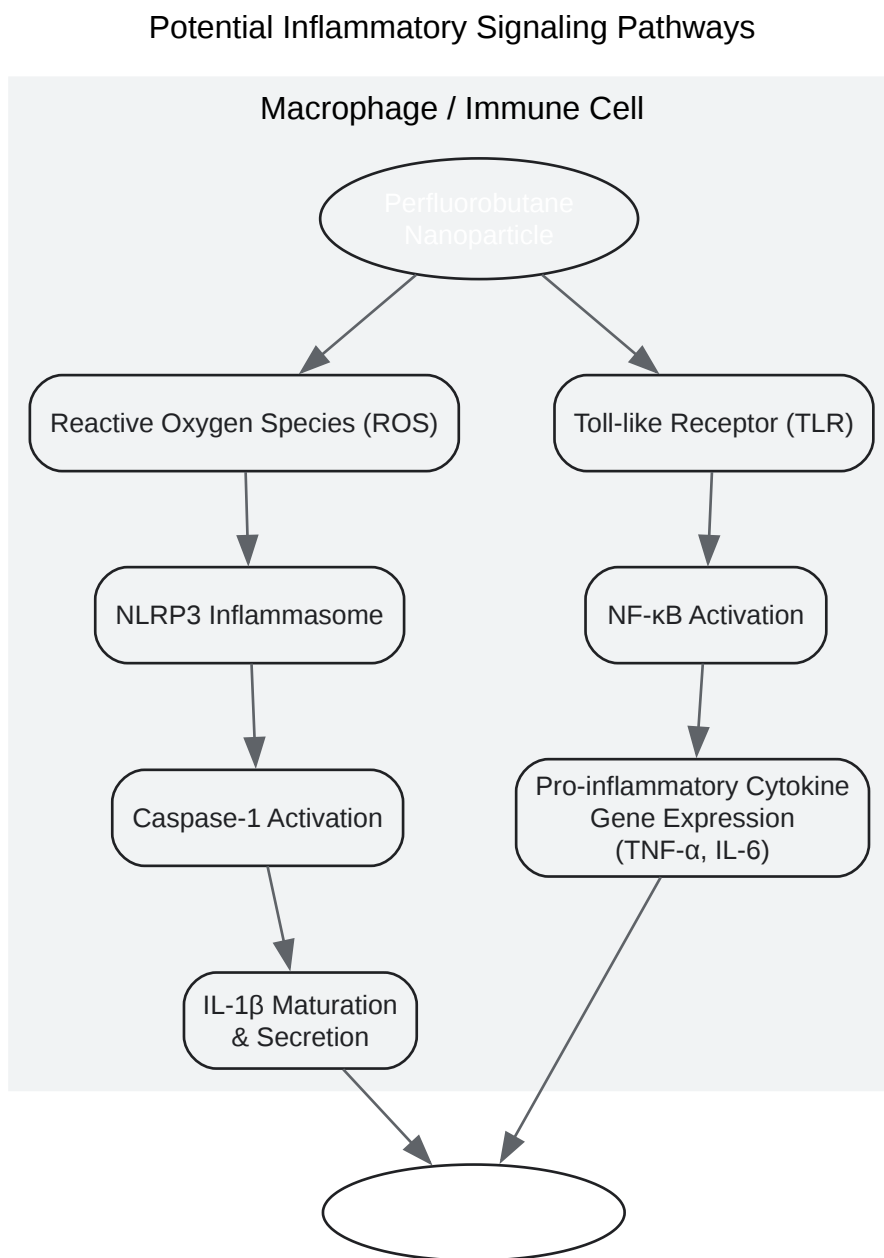 Potential Inflammatory Signaling Pathways
Macrophage / Immune Cell
Perfluorobutane
Nanoparticle
Reactive Oxygen Species (ROS)
Toll-like Receptor (TLR)
NLRP3 Inflammasome
NF-κB Activation
Caspase-1 Activation
Pro-inflammatory Cytokine
Gene Expression
(TNF-α, IL-6)
IL-1β Maturation
& Secretion